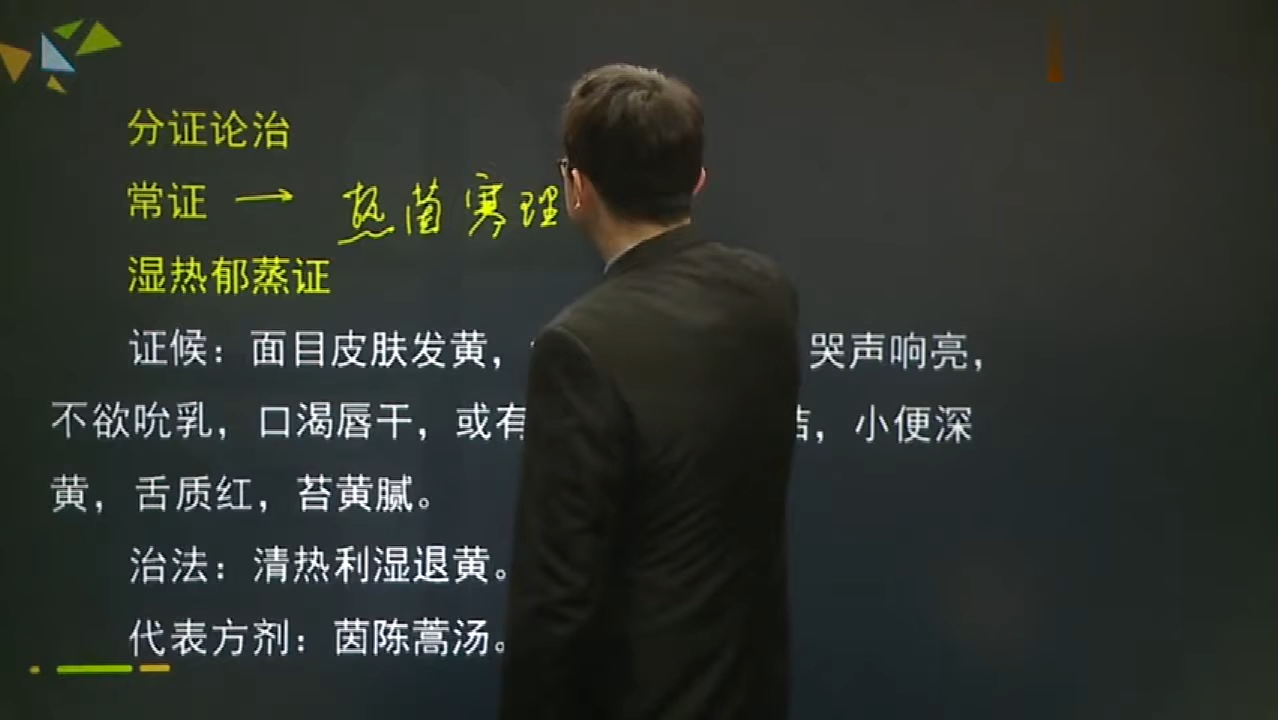 分证论治
常证 → 热茵寒理
湿热郁蒸证
证候：面目皮肤发黄， 哭声响亮，
不欲吮乳，口渴唇干，或有 ，小便深
黄，舌质红，苔黄腻。
治法：清热利湿退黄。
代表方剂：茵陈蒿汤。